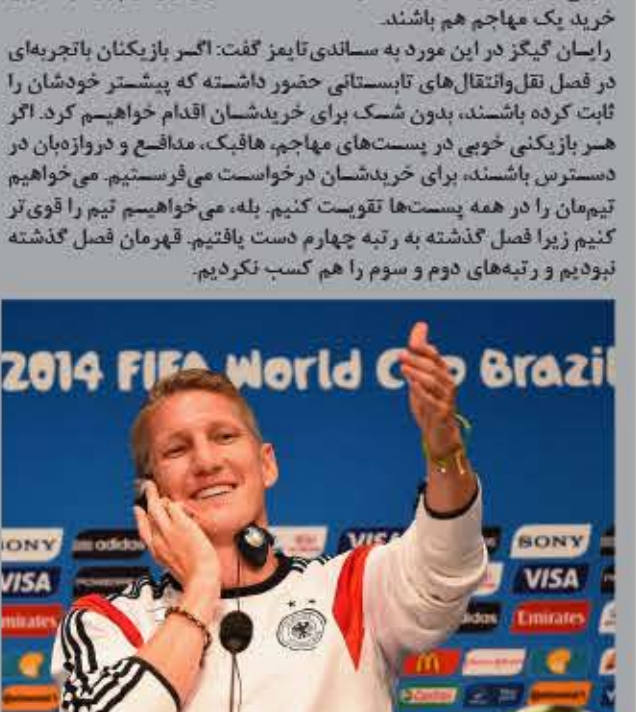 خرید یک مهاجم هم باشند.
رایان گیگز در این مورد به ساندی‌تایمز گفت: اگر بازیکنان باتجربه‌ای
در فصل نقل‌وانتقال‌های تابستانی حضور داشته که پیشتر خودشان را
ثابت کرده باشند، بدون شک برای خریدشان اقدام خواهیم کرد. اگر
هر بازیکنی خوبی در پست‌های مهاجم، هافبک، مدافع و دروازه‌بان در
دسترس باشند، برای خریدشان درخواست می‌فرستیم. می‌خواهیم
تیم‌مان را در همه پست‌ها تقویت کنیم. بله، می‌خواهیم تیم را قوی‌تر
کنیم زیرا فصل گذشته به رتبه چهارم دست یافتیم. قهرمان فصل گذشته
نبودیم و رتبه‌های دوم و سوم را هم کسب نکردیم.
2014 FIFA World Cup Brazil
SONY adidas VISA SONY
VISA VISA
Emirates adidas Emirates